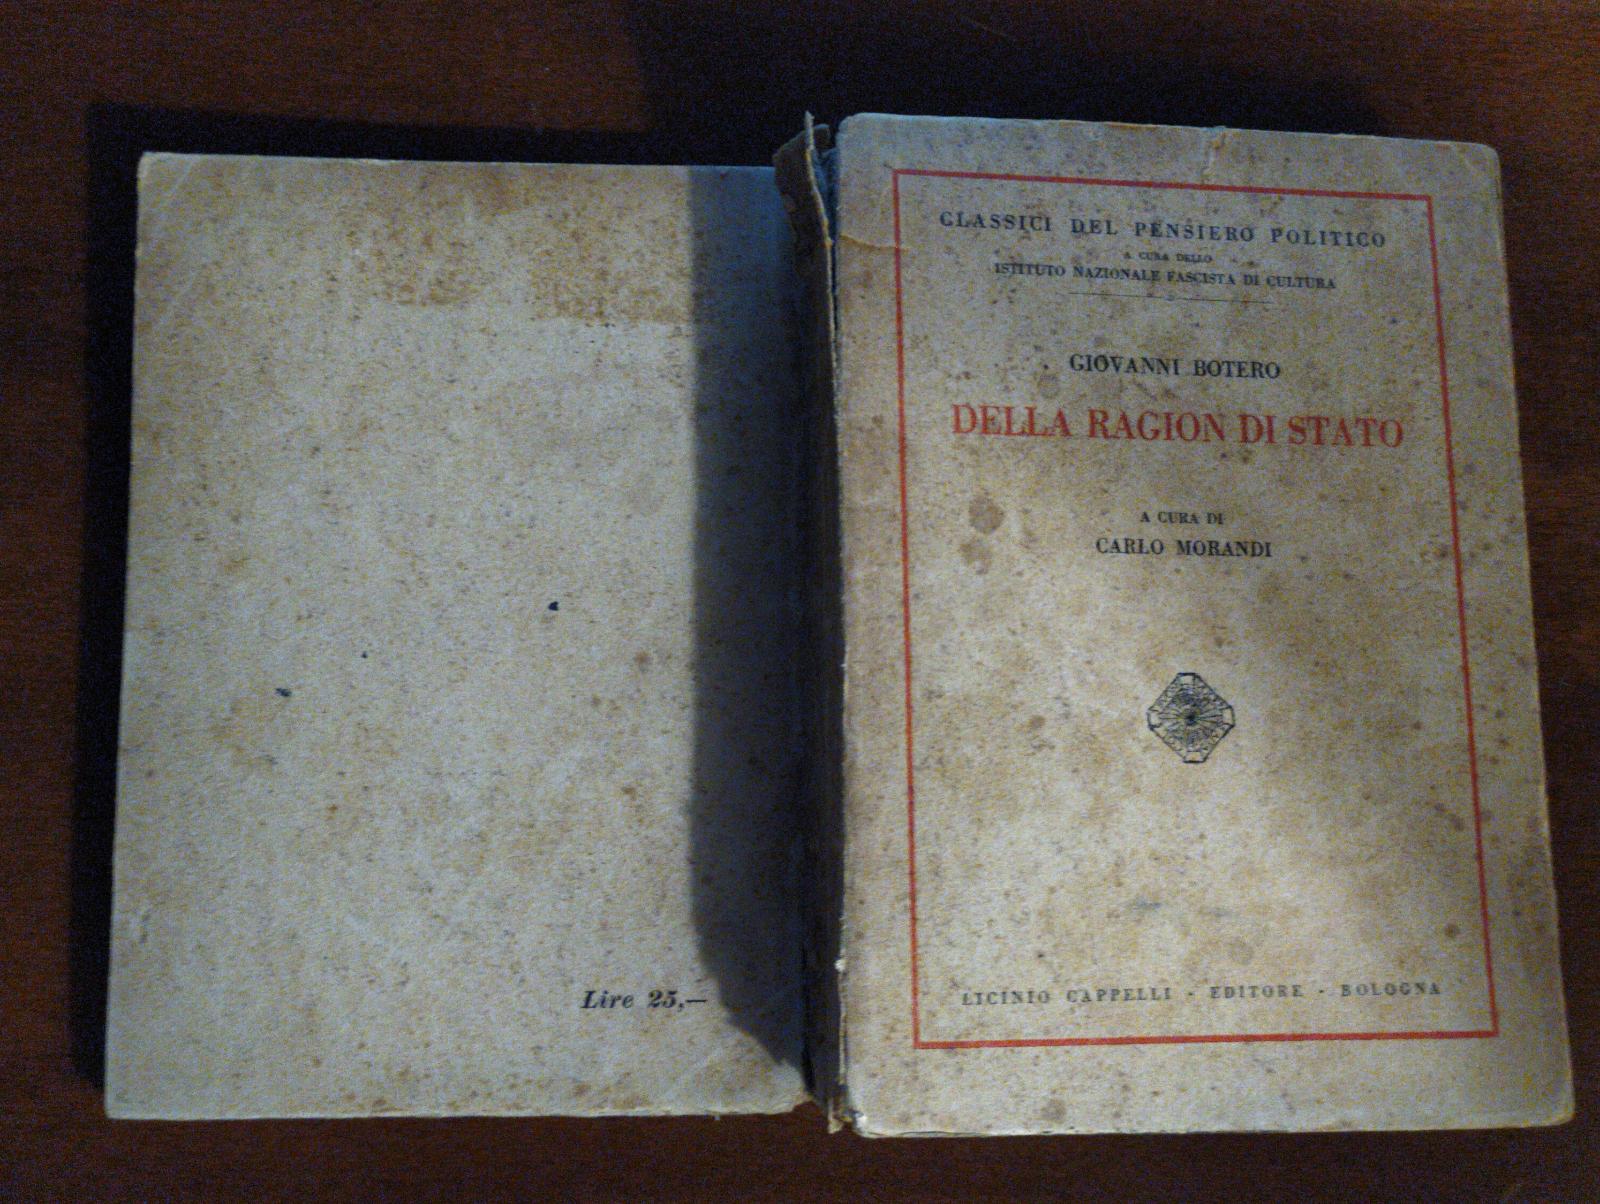 CLASSICI DEL PENSIERO POLITICO
A CURA DELLO
ISTITUTO NAZIONALE FASCISTA DI CULTURA
GIOVANNI BOTERO
DELLA RAGION DI STATO
A CURA DI
CARLO MORANDI
LICINIO CAPPELLI - EDITORE - BOLOGNA
Lire 25,—